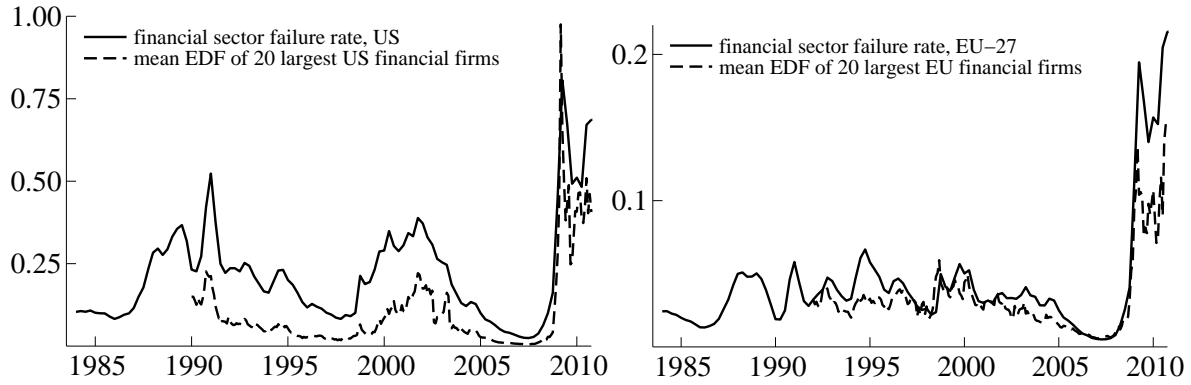 1.00
financial sector failure rate, US
mean EDF of 20 largest US financial firms
0.75
0.50
0.25
1985 1990 1995 2000 2005 2010
financial sector failure rate, EU−27
0.2
mean EDF of 20 largest EU financial firms
0.1
1985 1990 1995 2000 2005 2010